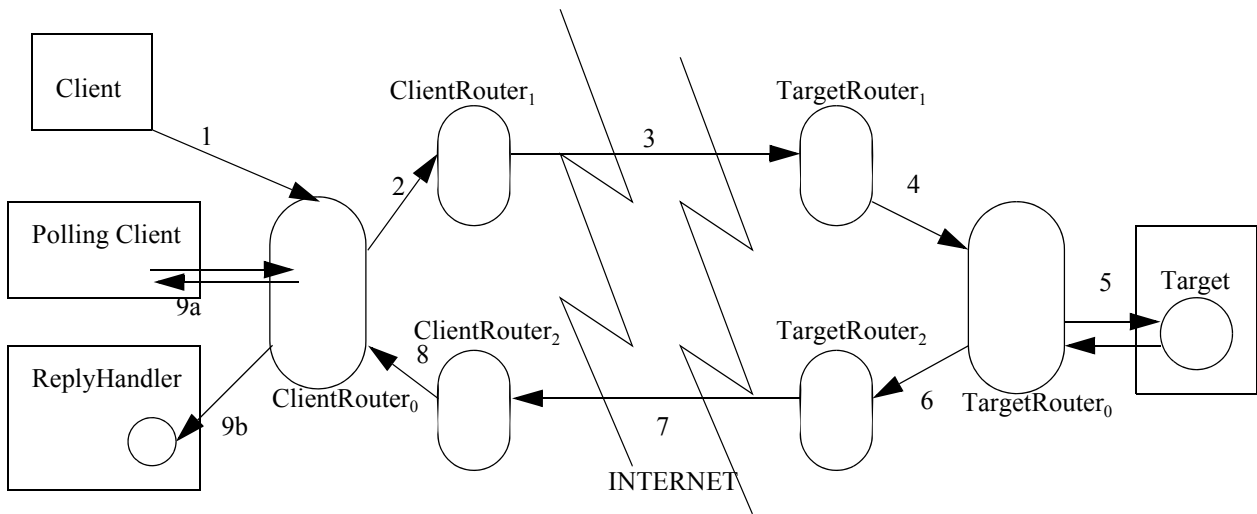 Client
1
ClientRouter₁
2
3
TargetRouter₁
4
Polling Client
9a
5
Target
ClientRouter₂
8
TargetRouter₂
ReplyHandler
ClientRouter₀
9b
7
6
TargetRouter₀
INTERNET